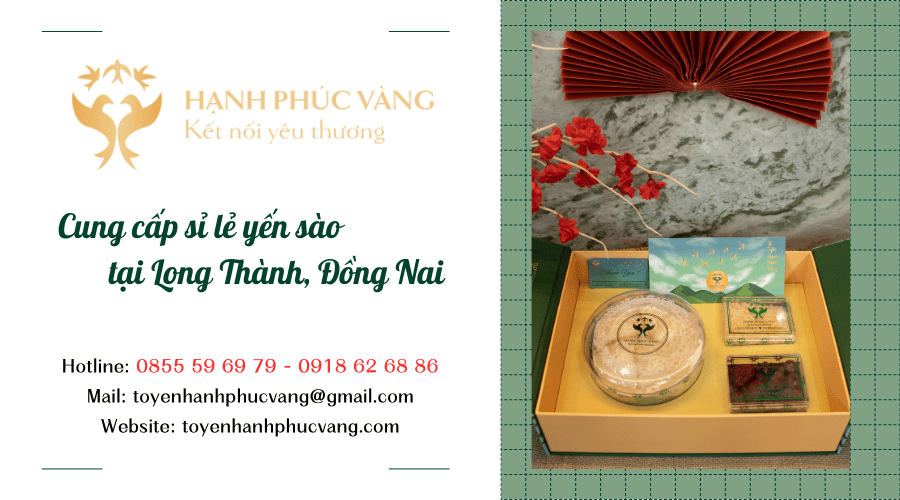 HẠNH PHÚC VÀNG
Kết nối yêu thương
Cung cấp sỉ lẻ yến sào
tại Long Thành, Đồng Nai
Hotline: 0855 59 69 79 - 0918 62 68 86
Mail: toyenhanhphucvang@gmail.com
Website: toyenhanhphucvang.com